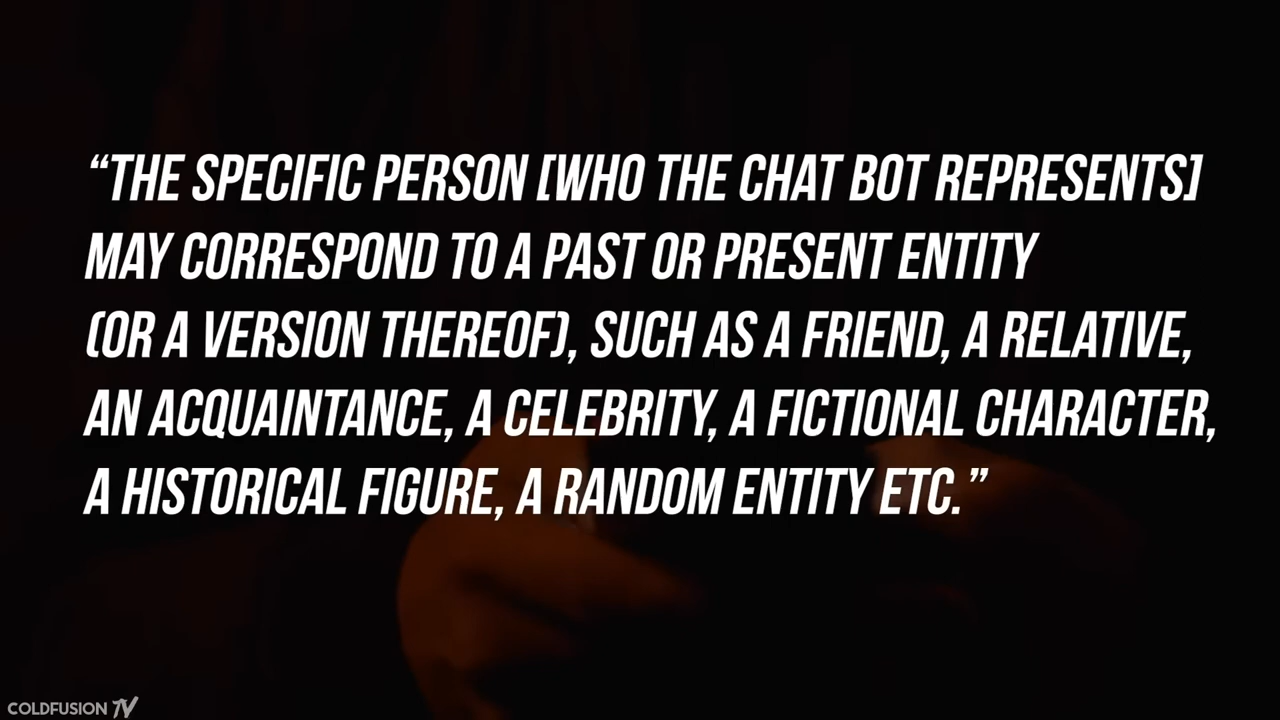 “THE SPECIFIC PERSON [WHO THE CHAT BOT REPRESENTS]
MAY CORRESPOND TO A PAST OR PRESENT ENTITY
(OR A VERSION THEREOF), SUCH AS A FRIEND, A RELATIVE,
AN ACQUAINTANCE, A CELEBRITY, A FICTIONAL CHARACTER,
A HISTORICAL FIGURE, A RANDOM ENTITY ETC.”
COLDFUSION TV